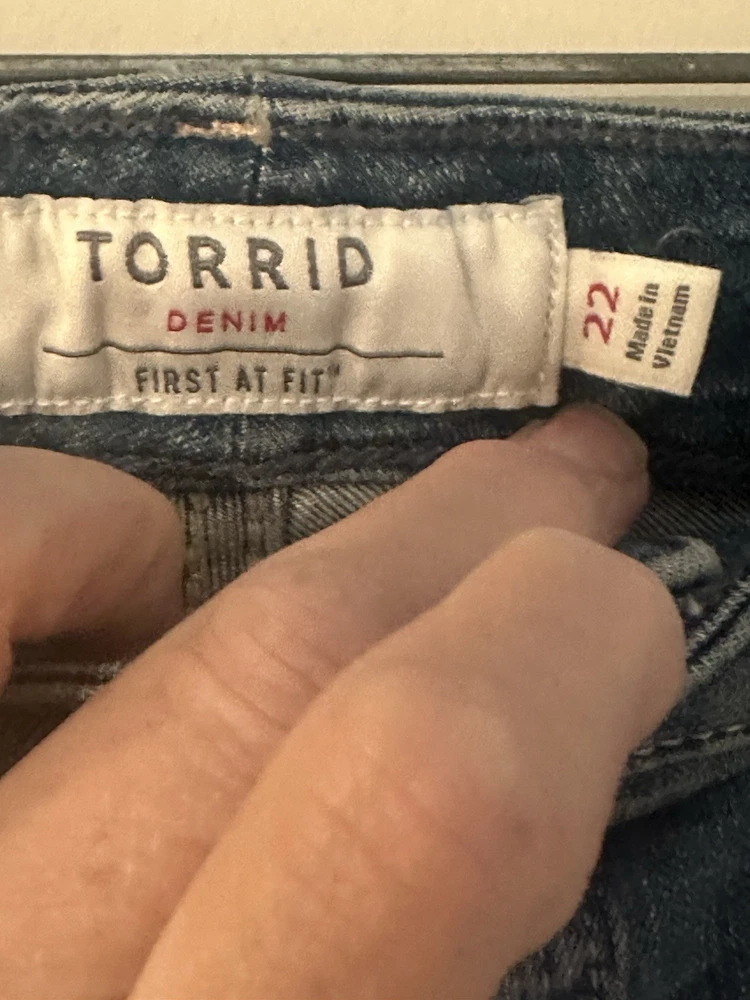 TORRID
DENIM
FIRST AT FIT™
22
Made in
Vietnam